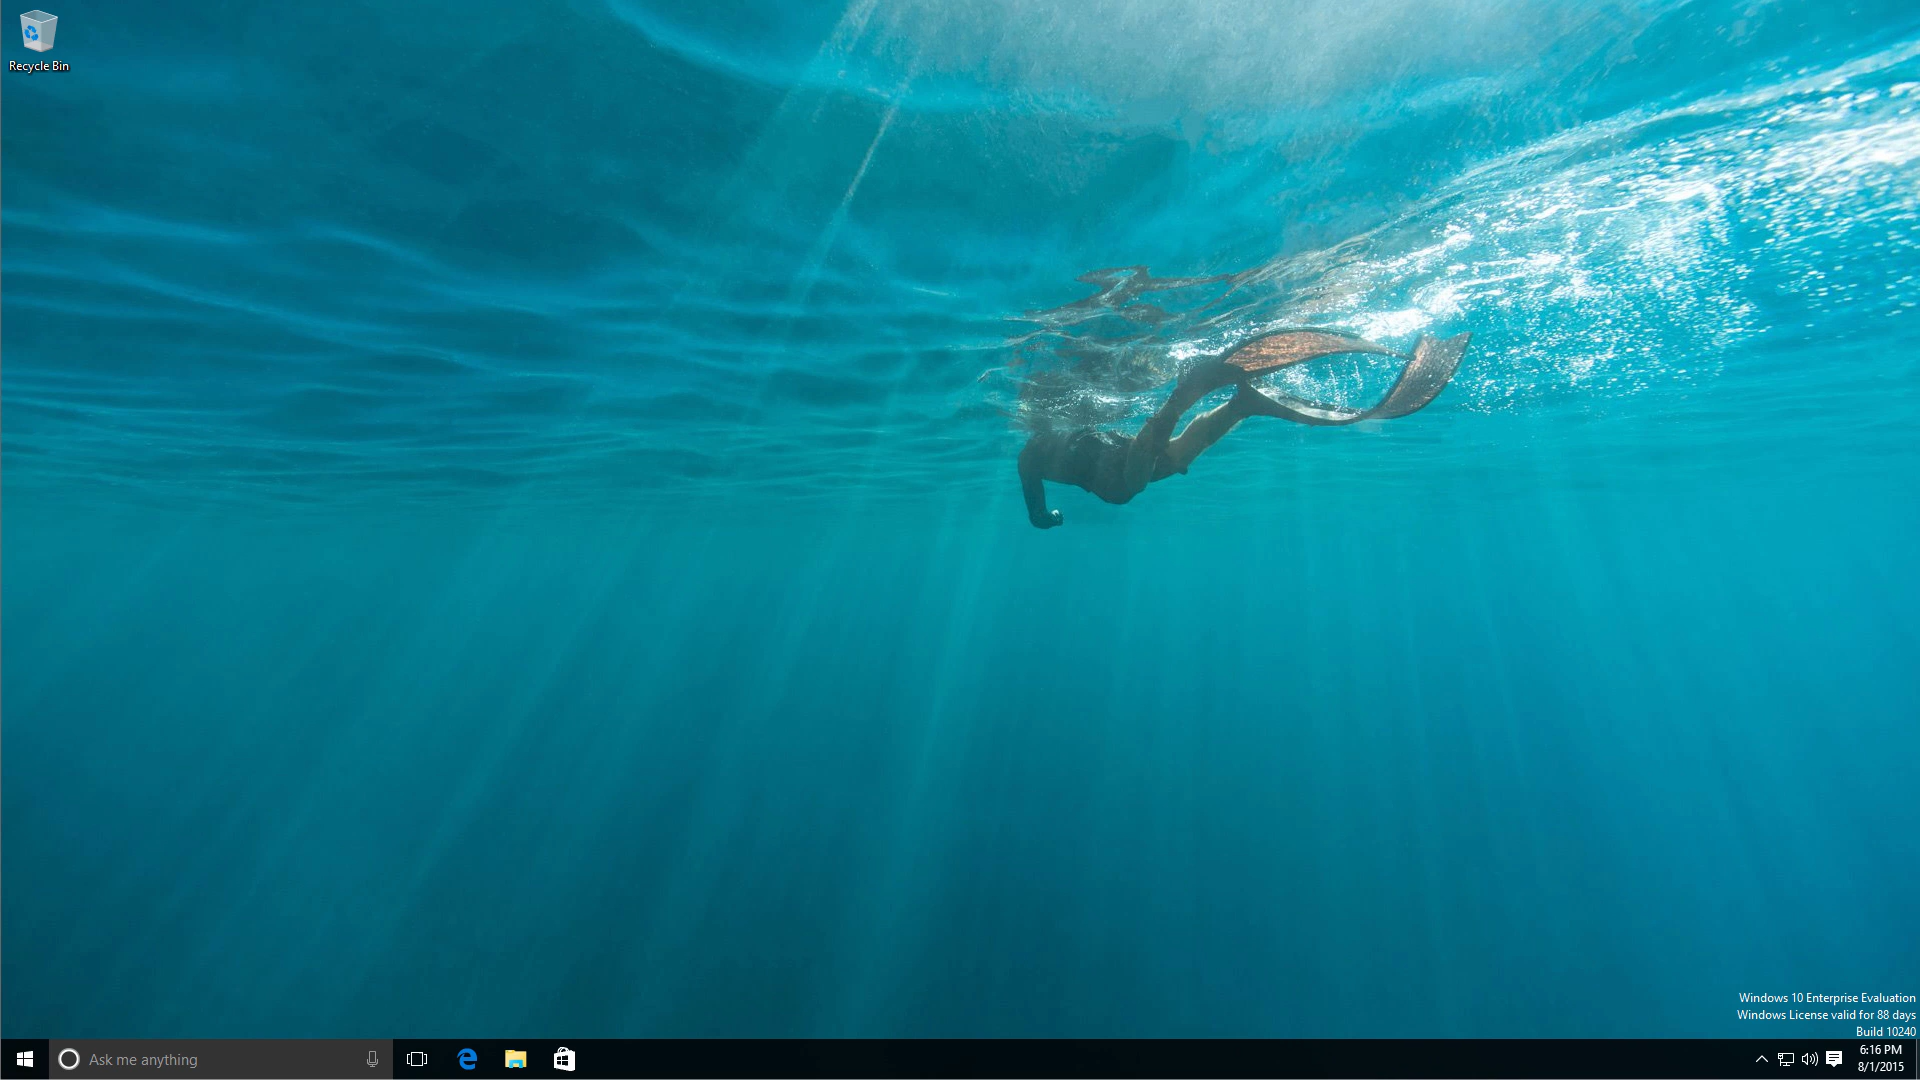 Recycle Bin
Windows 10 Enterprise Evaluation
Windows License valid for 88 days
Build 10240
Ask me anything
6:16 PM
8/1/2015